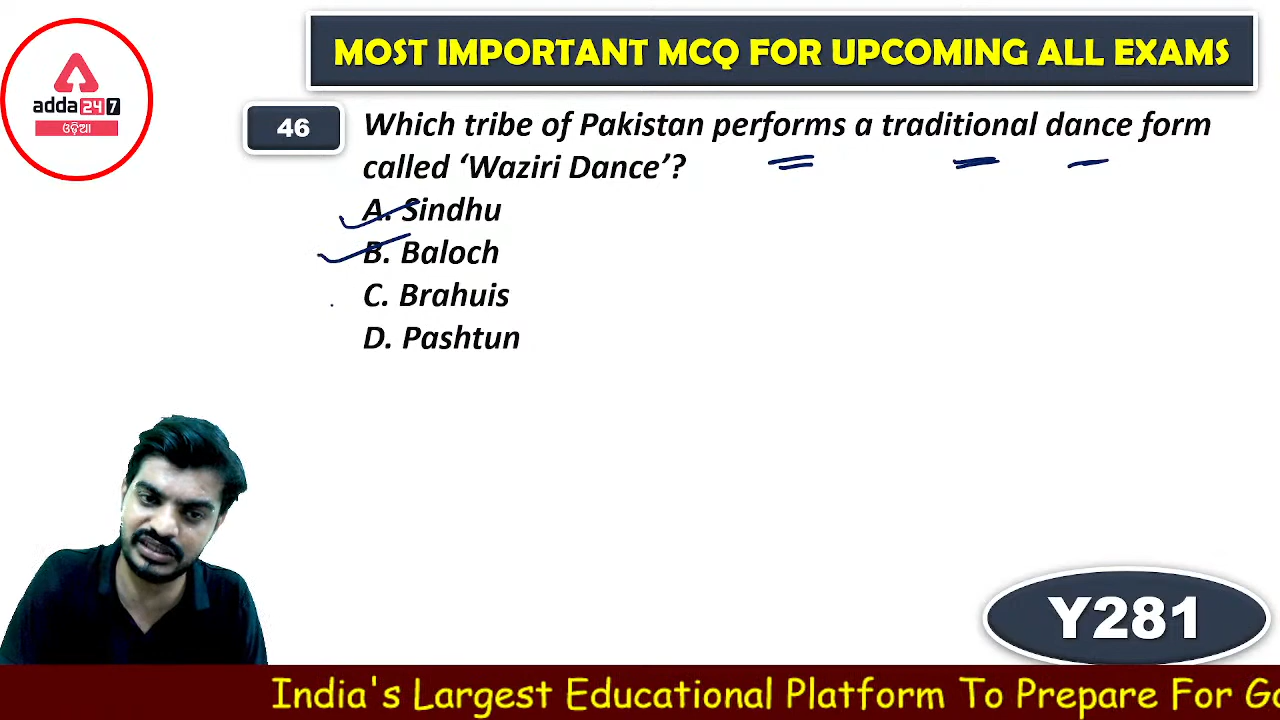 MOST IMPORTANT MCQ FOR UPCOMING ALL EXAMS
adda 247
ଓଡ଼ିଆ
46
Which tribe of Pakistan performs a traditional dance form
called ‘Waziri Dance’?
A. Sindhu
B. Baloch
C. Brahuis
D. Pashtun
Y281
India's Largest Educational Platform To Prepare For Go